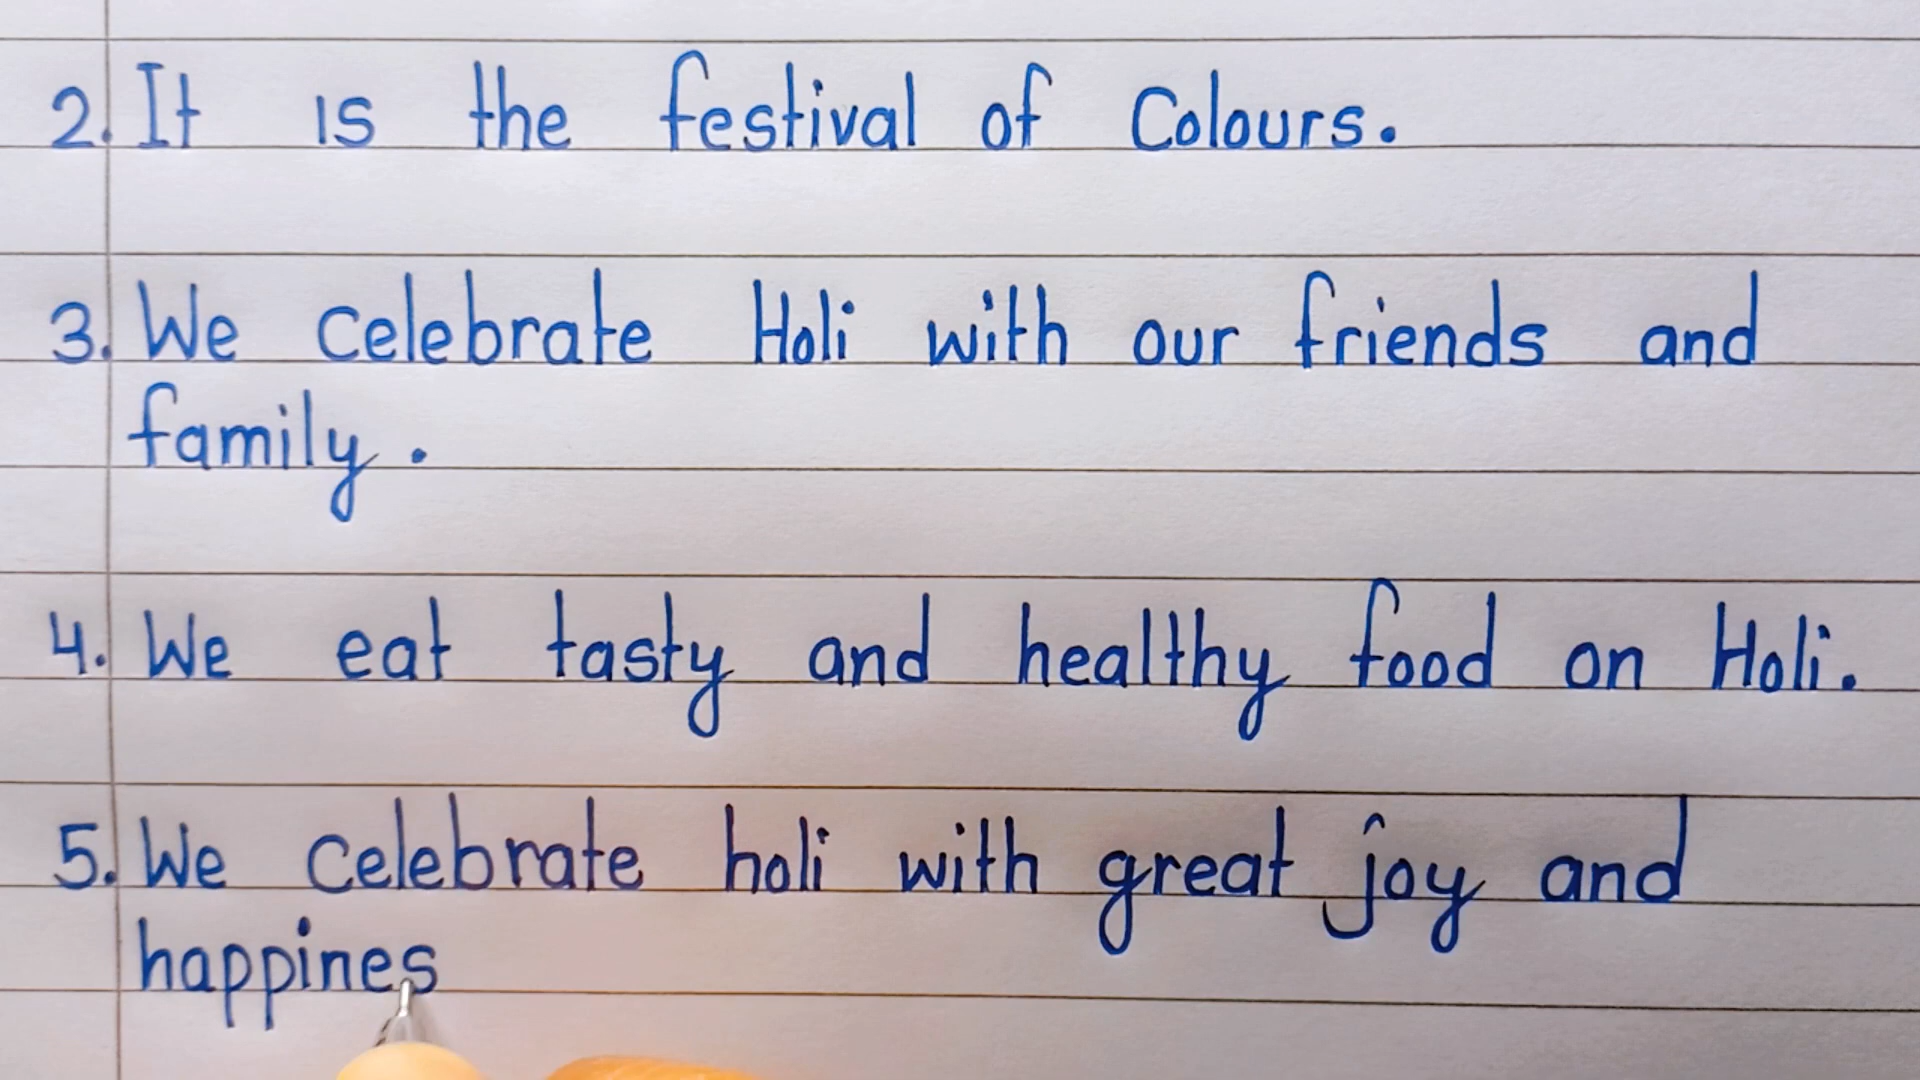 2. It is the festival of Colours.
3. We celebrate Holi with our friends and
family.
4. We eat tasty and healthy food on Holi.
5. We celebrate holi with great joy and
happines